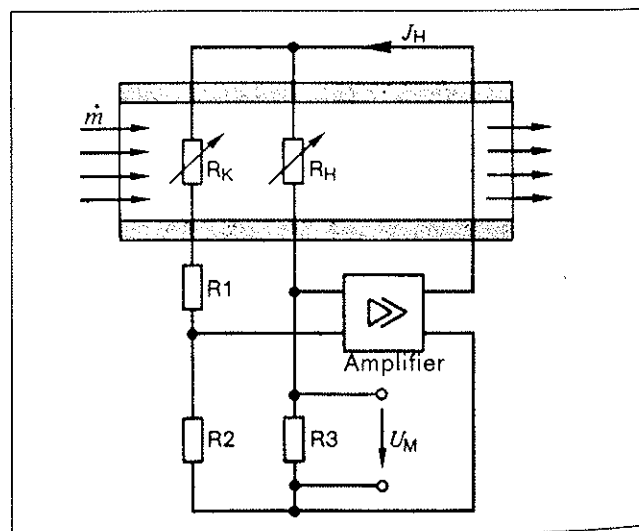 J_H
ṁ
R_K
R_H
R1
Amplifier
R2
R3
U_M